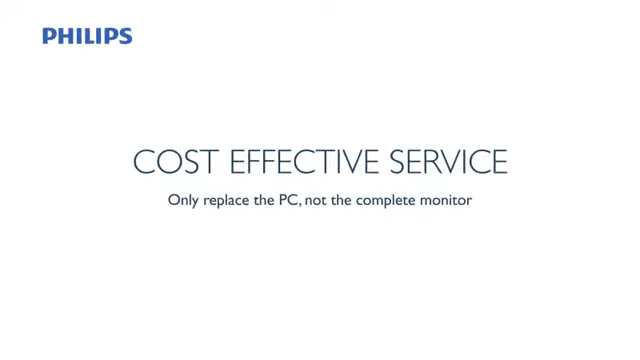 PHILIPS
COST EFFECTIVE SERVICE
Only replace the PC, not the complete monitor